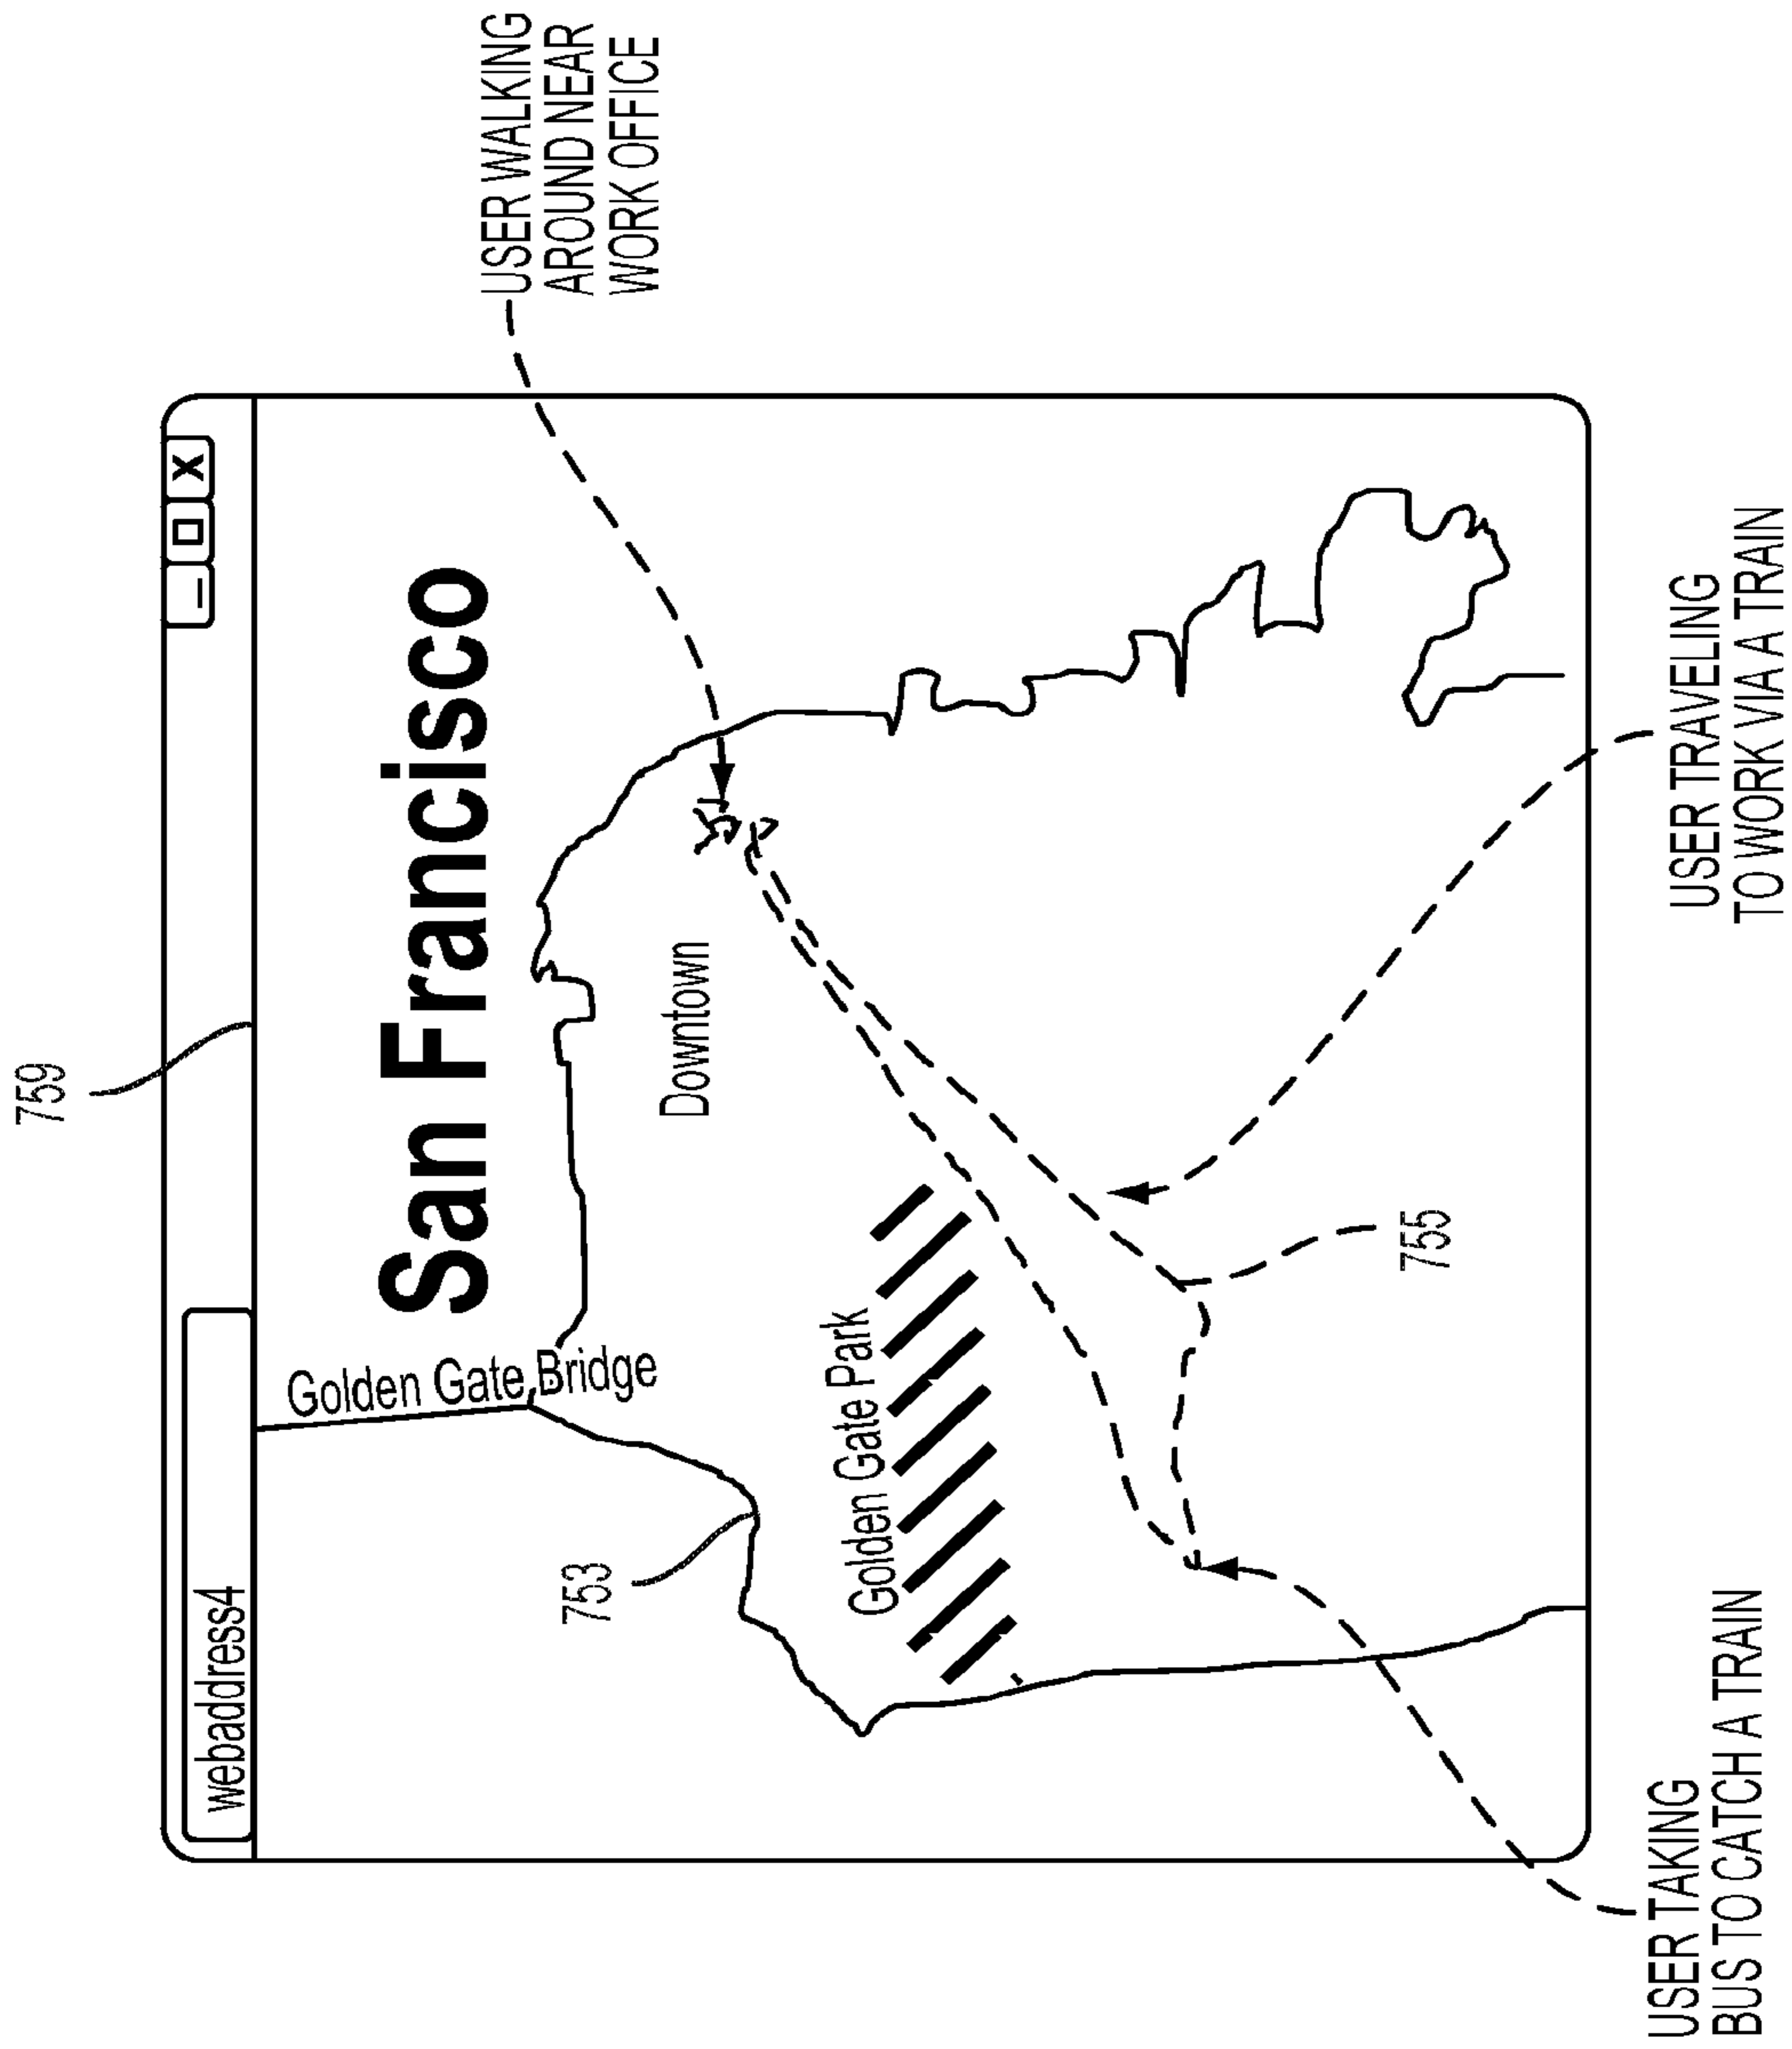 759
webaddress4
_ X
San Francisco
Golden Gate Bridge
USER WALKING
AROUND NEAR
WORK OFFICE
753
Downtown
Golden Gate Park
755
USER TAKING
BUS TO CATCH A TRAIN
USER TRAVELING
TO WORK VIA A TRAIN